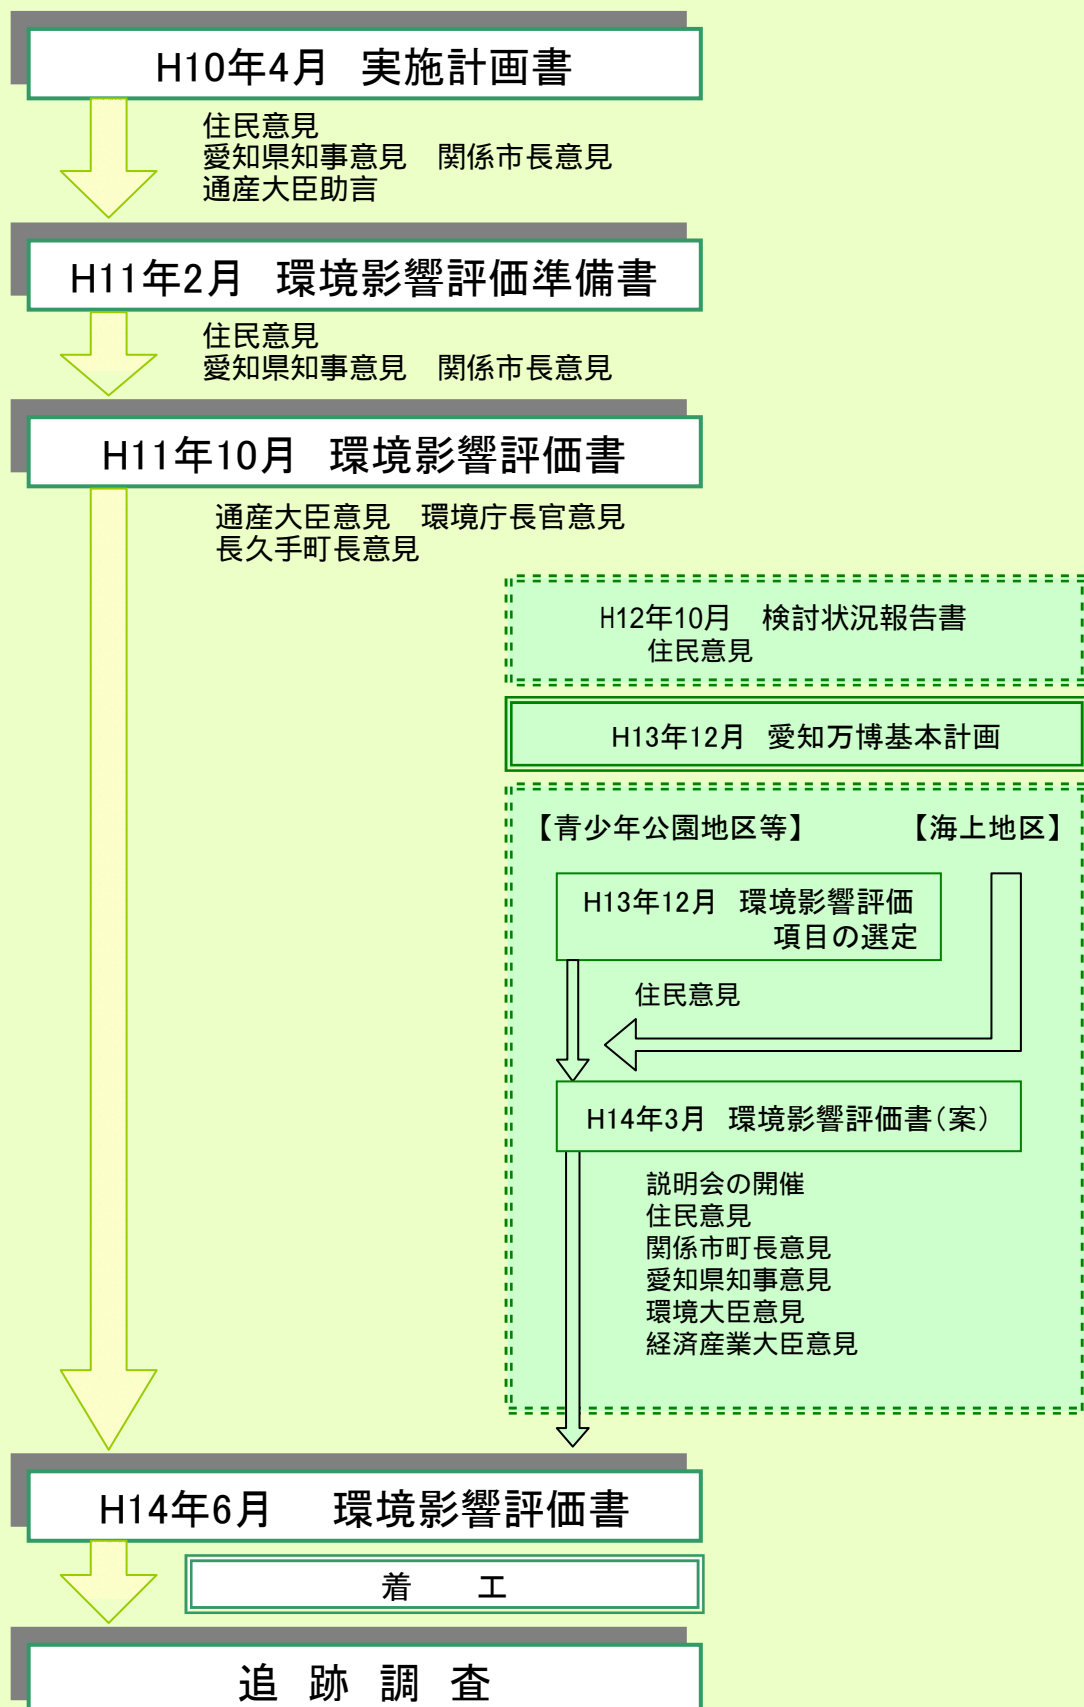 H10年4月　実施計画書
住民意見
愛知県知事意見　関係市長意見
通産大臣助言
H11年2月　環境影響評価準備書
住民意見
愛知県知事意見　関係市長意見
H11年10月　環境影響評価書
通産大臣意見　環境庁長官意見
長久手町長意見
H12年10月　検討状況報告書
住民意見
H13年12月　愛知万博基本計画
【青少年公園地区等】　【海上地区】
H13年12月　環境影響評価
項目の選定
住民意見
H14年3月　環境影響評価書（案）
説明会の開催
住民意見
関係市町長意見
愛知県知事意見
環境大臣意見
経済産業大臣意見
H14年6月　環境影響評価書
着　工
追　跡　調　査